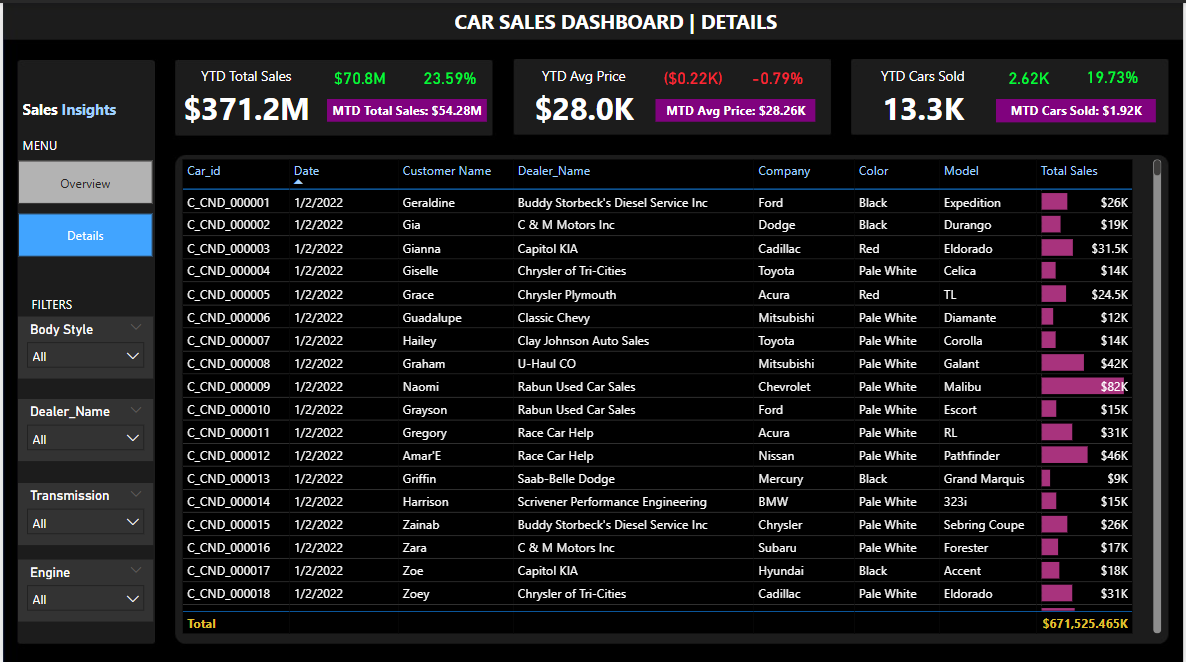 CAR SALES DASHBOARD | DETAILS
Sales Insights
MENU
Overview
Details
FILTERS
Body Style
All
Dealer_Name
All
Transmission
All
Engine
All
YTD Total Sales $70.8M 23.59%
$371.2M MTD Total Sales: $54.28M
YTD Avg Price ($0.22K) -0.79%
$28.0K MTD Avg Price: $28.26K
YTD Cars Sold 2.62K 19.73%
13.3K MTD Cars Sold: $1.92K
Car_id Date Customer Name Dealer_Name Company Color Model Total Sales
C_CND_000001 1/2/2022 Geraldine Buddy Storbeck's Diesel Service Inc Ford Black Expedition $26K
C_CND_000002 1/2/2022 Gia C & M Motors Inc Dodge Black Durango $19K
C_CND_000003 1/2/2022 Gianna Capitol KIA Cadillac Red Eldorado $31.5K
C_CND_000004 1/2/2022 Giselle Chrysler of Tri-Cities Toyota Pale White Celica $14K
C_CND_000005 1/2/2022 Grace Chrysler Plymouth Acura Red TL $24.5K
C_CND_000006 1/2/2022 Guadalupe Classic Chevy Mitsubishi Pale White Diamante $12K
C_CND_000007 1/2/2022 Hailey Clay Johnson Auto Sales Toyota Pale White Corolla $14K
C_CND_000008 1/2/2022 Graham U-Haul CO Mitsubishi Pale White Galant $42K
C_CND_000009 1/2/2022 Naomi Rabun Used Car Sales Chevrolet Pale White Malibu $82K
C_CND_000010 1/2/2022 Grayson Rabun Used Car Sales Ford Pale White Escort $15K
C_CND_000011 1/2/2022 Gregory Race Car Help Acura Pale White RL $31K
C_CND_000012 1/2/2022 Amar'E Race Car Help Nissan Pale White Pathfinder $46K
C_CND_000013 1/2/2022 Griffin Saab-Belle Dodge Mercury Black Grand Marquis $9K
C_CND_000014 1/2/2022 Harrison Scrivener Performance Engineering BMW Pale White 323i $15K
C_CND_000015 1/2/2022 Zainab Buddy Storbeck's Diesel Service Inc Chrysler Pale White Sebring Coupe $26K
C_CND_000016 1/2/2022 Zara C & M Motors Inc Subaru Pale White Forester $17K
C_CND_000017 1/2/2022 Zoe Capitol KIA Hyundai Black Accent $18K
C_CND_000018 1/2/2022 Zoey Chrysler of Tri-Cities Cadillac Pale White Eldorado $31K
Total $671,525.465K